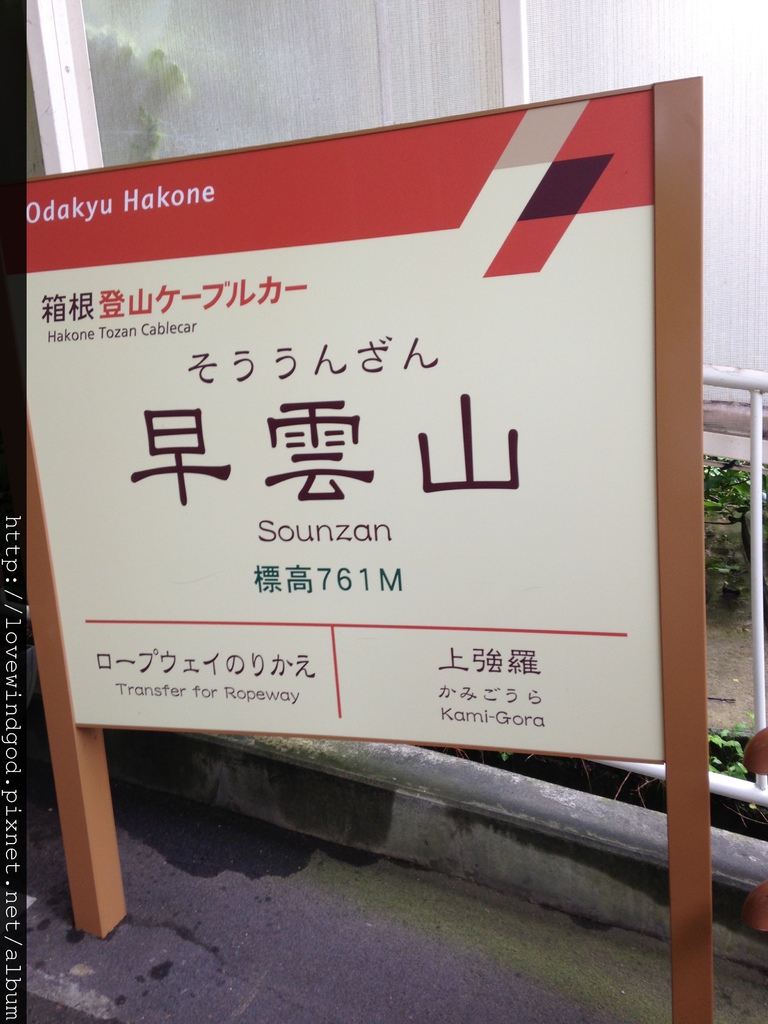 Odakyu Hakone
箱根登山ケーブルカー
Hakone Tozan Cablecar
そううんざん
早雲山
Sounzan
標高761M
ロープウェイのりかえ
Transfer for Ropeway
上強羅
かみごうら
Kami-Gora
http://lovewindgod.pixnet.net/album